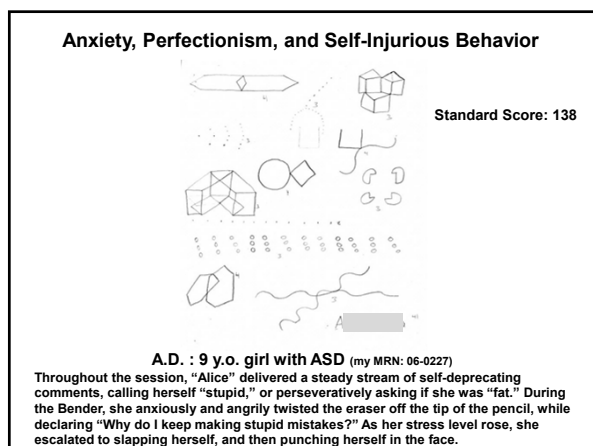 Anxiety, Perfectionism, and Self-Injurious Behavior
Standard Score: 138
A.D. : 9 y.o. girl with ASD (my MRN: 06-0227)
Throughout the session, “Alice” delivered a steady stream of self-deprecating
comments, calling herself “stupid,” or perseveratively asking if she was “fat.” During
the Bender, she anxiously and angrily twisted the eraser off the tip of the pencil, while
declaring “Why do I keep making stupid mistakes?” As her stress level rose, she
escalated to slapping herself, and then punching herself in the face.